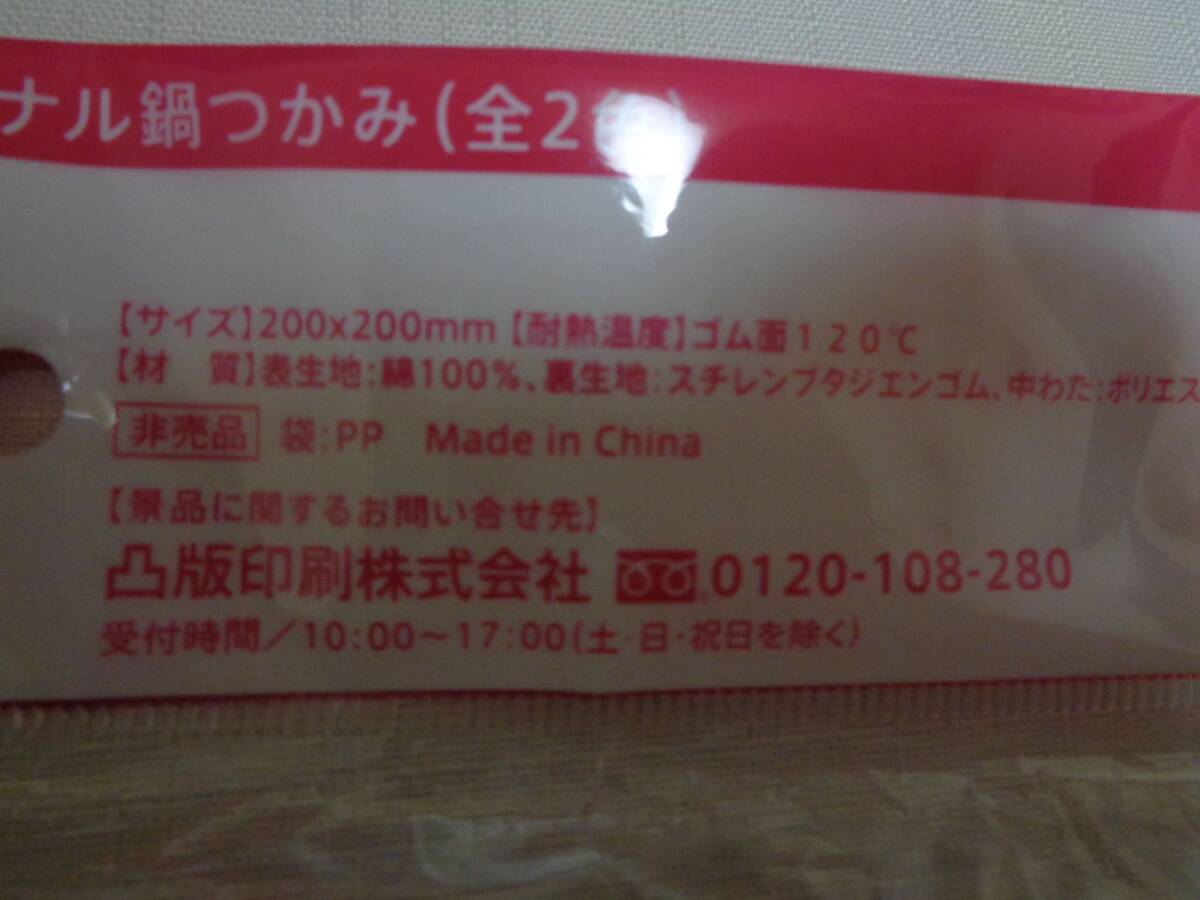 ナル鍋つかみ(全2
【サイズ】200x200mm【耐熱温度】ゴム面120℃
【材 質】表生地:綿100%、裏生地:スチレンブタジエンゴム、中わた:ポリエス
非売品 袋:PP Made in China
【景品に関するお問い合せ先】
凸版印刷株式会社 0120-108-280
受付時間/10:00~17:00(土・日・祝日を除く)